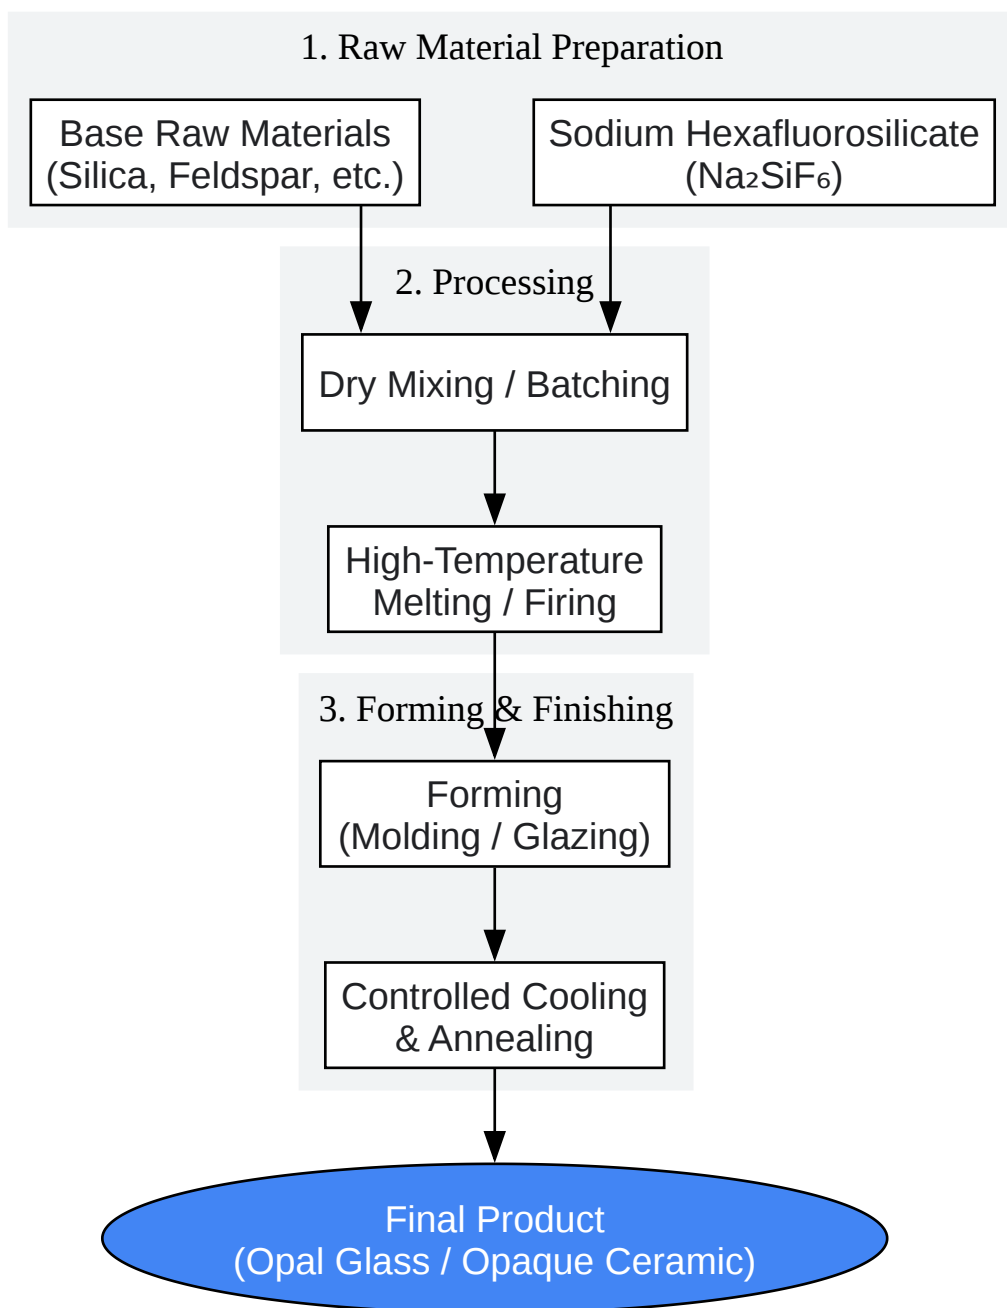 1. Raw Material Preparation
Base Raw Materials
(Silica, Feldspar, etc.)
Sodium Hexafluorosilicate
(Na₂SiF₆)
2. Processing
Dry Mixing / Batching
High-Temperature
Melting / Firing
3. Forming & Finishing
Forming
(Molding / Glazing)
Controlled Cooling
& Annealing
Final Product
(Opal Glass / Opaque Ceramic)